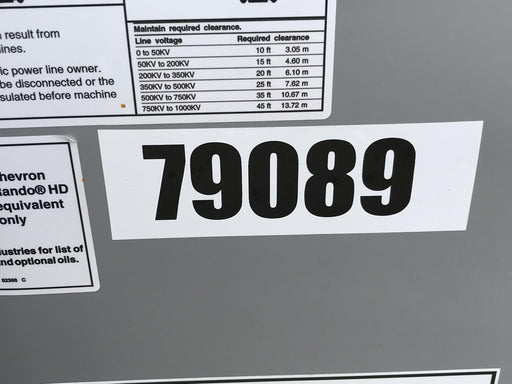 result from
ines.
ic power line owner.
be disconnected or the
sulated before machine
Maintain required clearance.
Line voltage Required clearance
0 to 50KV 10 ft 3.05 m
50KV to 200KV 15 ft 4.60 m
200KV to 350KV 20 ft 6.10 m
350KV to 500KV 25 ft 7.62 m
500KV to 750KV 35 ft 10.67 m
750KV to 1000KV 45 ft 13.72 m
79089
hevron
Rando® HD
equivalent
only
ustries for list of
nd optional oils.
62366 C